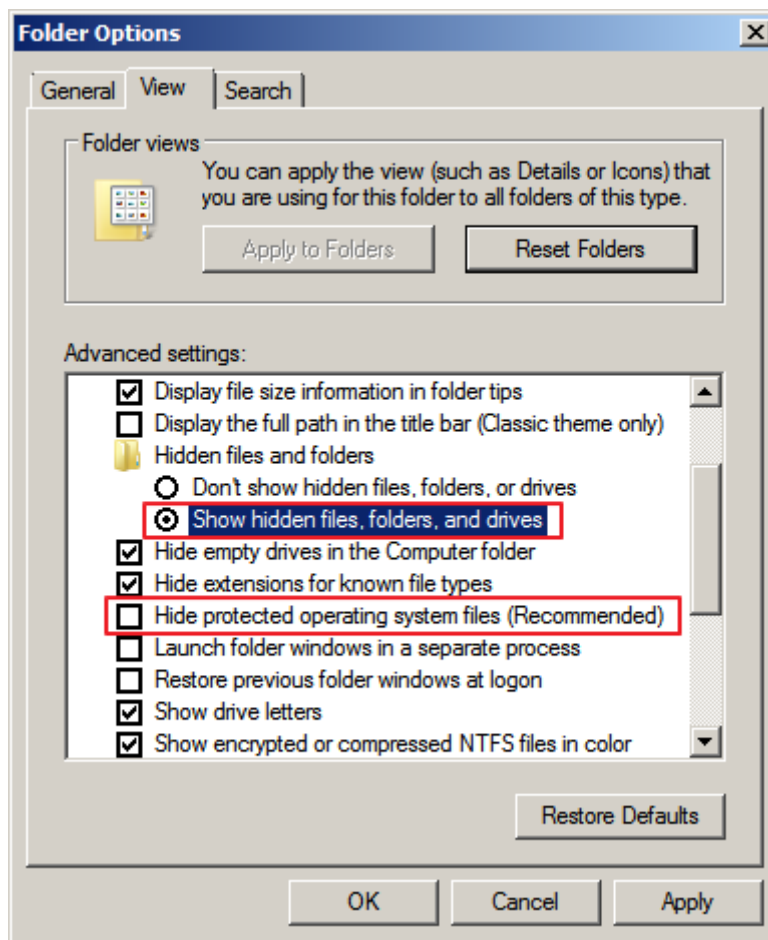 Folder Options
General View Search
Folder views
You can apply the view (such as Details or Icons) that
you are using for this folder to all folders of this type.
Apply to Folders Reset Folders
Advanced settings:
Display file size information in folder tips
Display the full path in the title bar (Classic theme only)
Hidden files and folders
Don't show hidden files, folders, or drives
Show hidden files, folders, and drives
Hide empty drives in the Computer folder
Hide extensions for known file types
Hide protected operating system files (Recommended)
Launch folder windows in a separate process
Restore previous folder windows at logon
Show drive letters
Show encrypted or compressed NTFS files in color
Restore Defaults
OK Cancel Apply